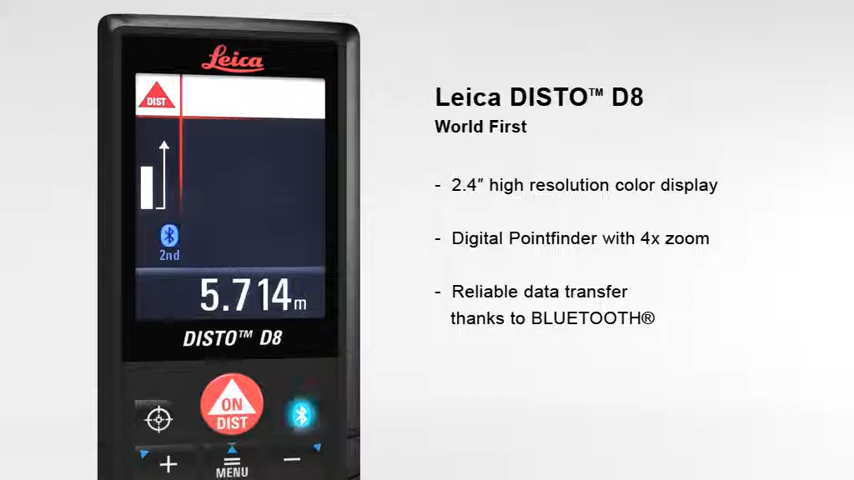 Leica
DIST
2nd
5.714m
DISTO™ D8
ON
DIST
MENU
Leica DISTO™ D8
World First
- 2.4″ high resolution color display
- Digital Pointfinder with 4x zoom
- Reliable data transfer
thanks to BLUETOOTH®